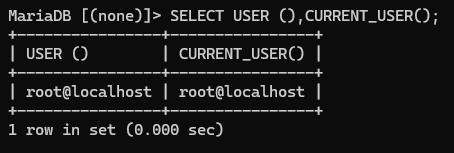 MariaDB [(none)]> SELECT USER (),CURRENT_USER();
+----------------+----------------+
| USER ()        | CURRENT_USER() |
+----------------+----------------+
| root@localhost | root@localhost |
+----------------+----------------+
1 row in set (0.000 sec)